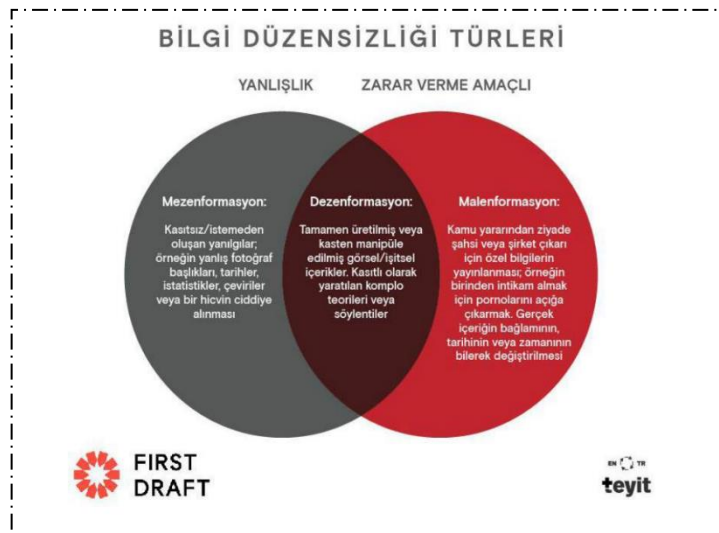 BİLGİ DÜZENSİZLİĞİ TÜRLERİ
YANLIŞLIK
ZARAR VERME AMAÇLI
Mezenformasyon:
Kasıtsız/istemeden
oluşan yanılgılar;
örneğin yanlış fotoğraf
başlıkları, tarihler,
istatistikler, çeviriler
veya bir hicvin ciddiye
alınması
Dezenformasyon:
Tamamen üretilmiş veya
kasten manipüle
edilmiş görsel/işitsel
içerikler. Kasıtlı olarak
yaratılan komplo
teorileri veya
söylentiler
Malenformasyon:
Kamu yararından ziyade
şahsi veya şirket çıkarı
için özel bilgilerin
yayınlanması; örneğin
birinden intikam almak
için pornolarını açığa
çıkarmak. Gerçek
içeriğin bağlamının,
tarihinin veya zamanının
bilerek değiştirilmesi
FIRST
DRAFT
EN TR
teyit